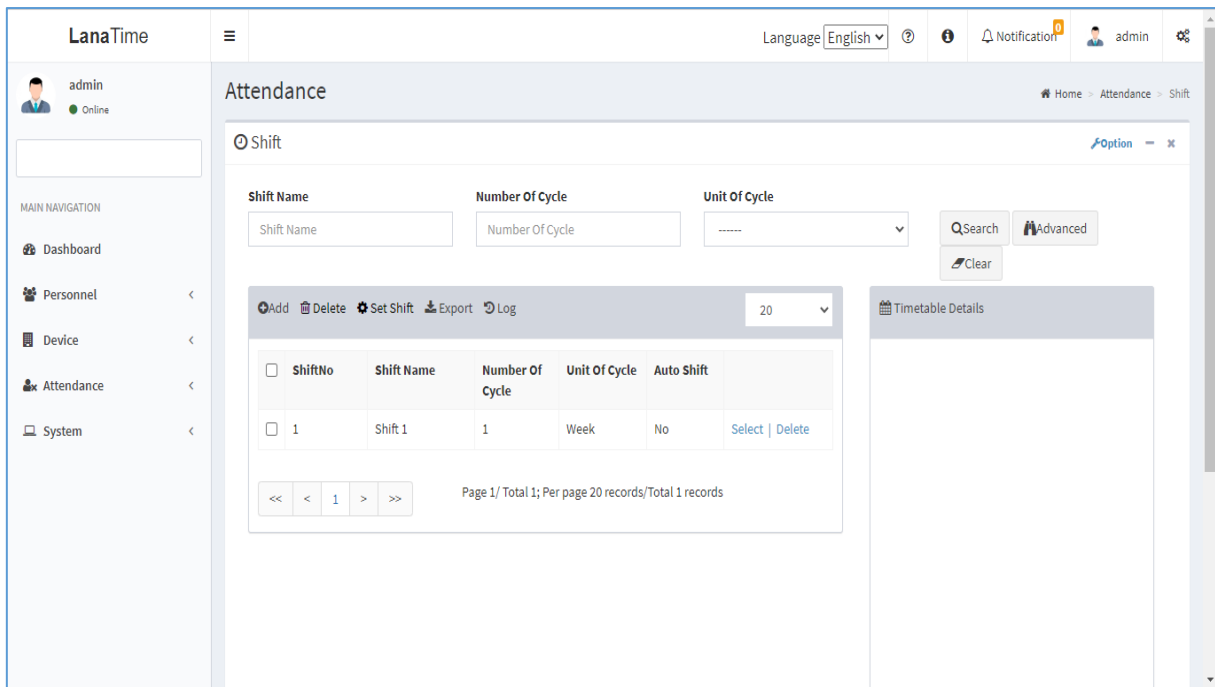 LanaTime
Language English
?
i
Notification 0
admin
admin
Online
Attendance
Home > Attendance > Shift
Shift
Option
MAIN NAVIGATION
Dashboard
Personnel
Device
Attendance
System
Shift Name Number Of Cycle Unit Of Cycle
Shift Name Number Of Cycle ------
Search Advanced
Clear
Add Delete Set Shift Export Log 20
Timetable Details
ShiftNo Shift Name Number Of Cycle Unit Of Cycle Auto Shift
1 Shift 1 1 Week No Select | Delete
<< < 1 > >> Page 1/ Total 1; Per page 20 records/Total 1 records